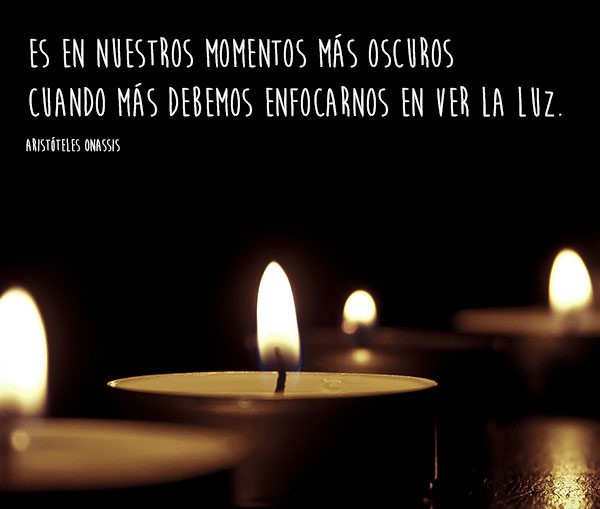 ES EN NUESTROS MOMENTOS MÁS OSCUROS
CUANDO MÁS DEBEMOS ENFOCARNOS EN VER LA LUZ.
ARISTÓTELES ONASSIS